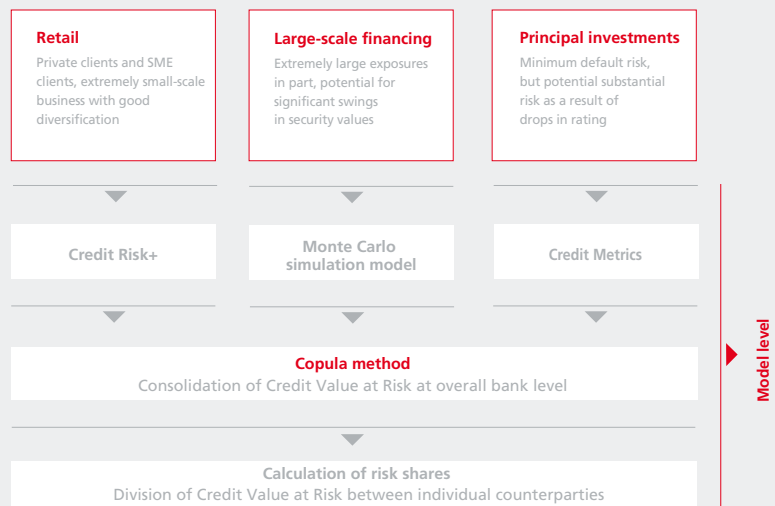 Retail
Private clients and SME
clients, extremely small-scale
business with good
diversification
Large-scale financing
Extremely large exposures
in part, potential for
significant swings
in security values
Principal investments
Minimum default risk,
but potential substantial
risk as a result of
drops in rating
Credit Risk+
Monte Carlo
simulation model
Credit Metrics
Copula method
Consolidation of Credit Value at Risk at overall bank level
Calculation of risk shares
Division of Credit Value at Risk between individual counterparties
Model level